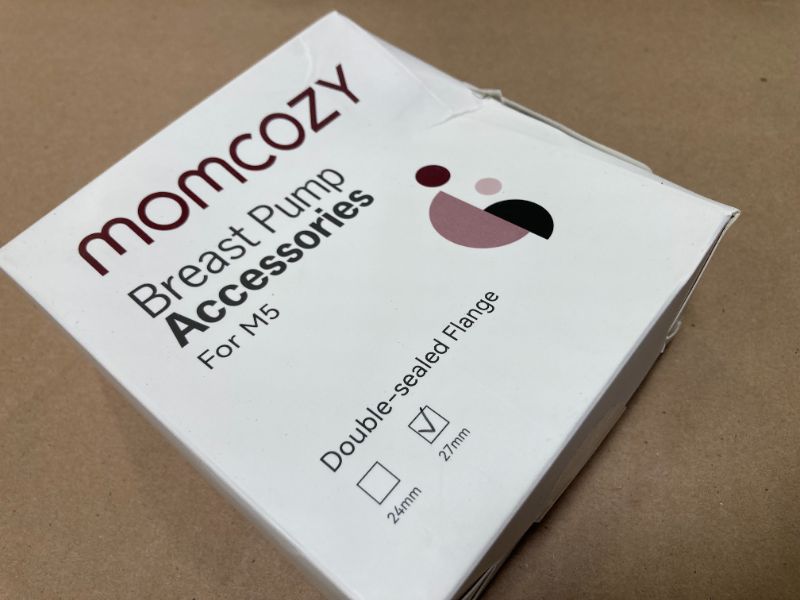 momcozy
Breast Pump
Accessories
For M5
Double-sealed Flange
24mm
27mm